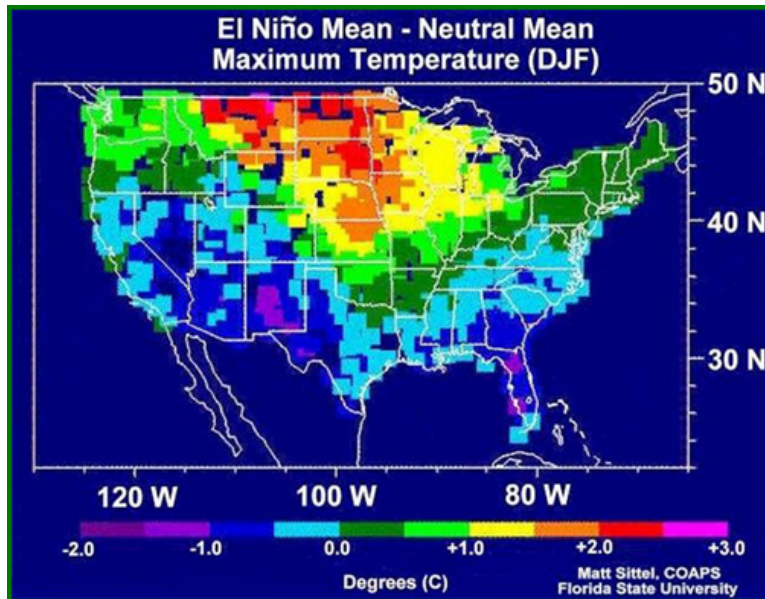 El Niño Mean - Neutral Mean
Maximum Temperature (DJF)
50 N
40 N
30 N
120 W 100 W 80 W
-2.0 -1.0 0.0 +1.0 +2.0 +3.0
Degrees (C)
Matt Sittel, COAPS
Florida State University